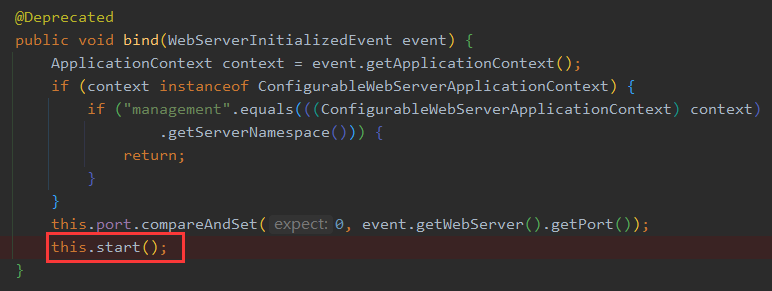 @Deprecated
public void bind(WebServerInitializedEvent event) {
ApplicationContext context = event.getApplicationContext();
if (context instanceof ConfigurableWebServerApplicationContext) {
if ("management".equals(((ConfigurableWebServerApplicationContext) context)
.getServerNamespace())) {
return;
}
}
this.port.compareAndSet( expect: 0, event.getWebServer().getPort());
this.start();
}